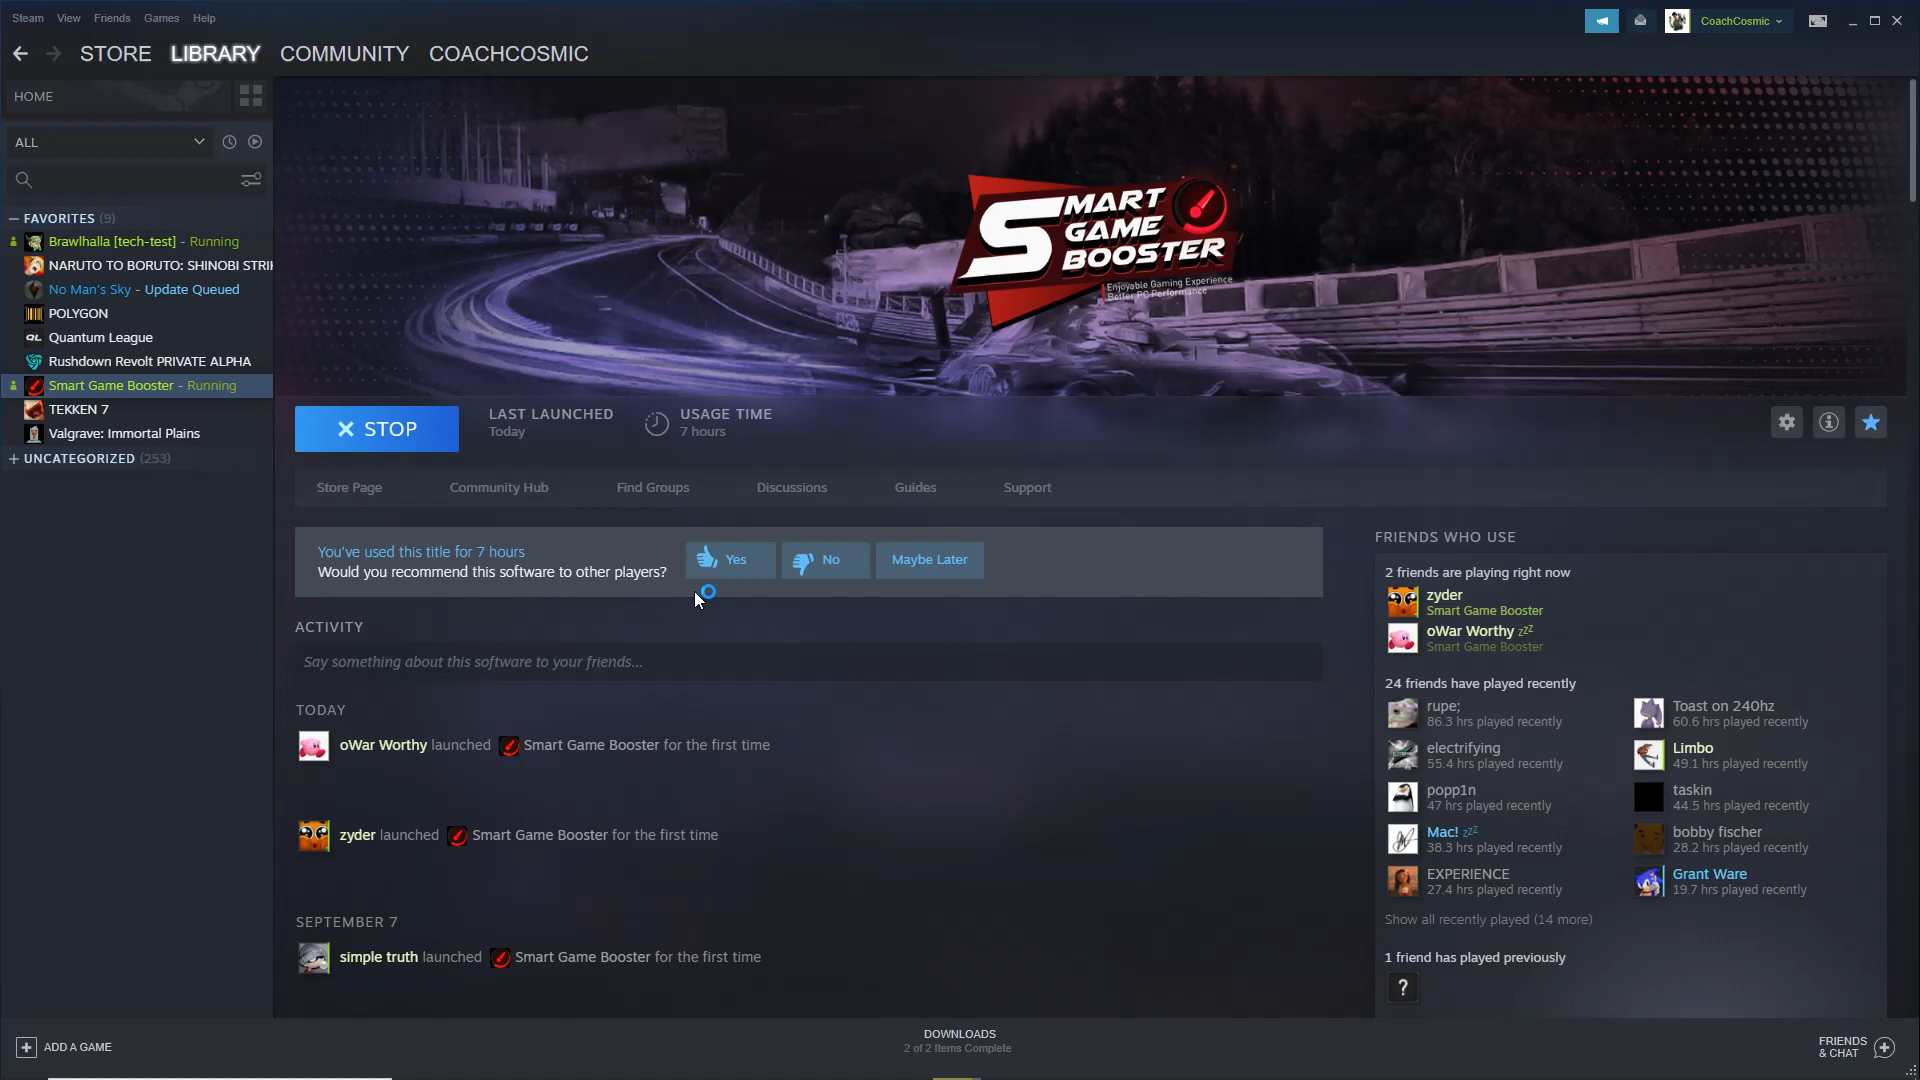 Steam View Friends Games Help
CoachCosmic
STORE LIBRARY COMMUNITY COACHCOSMIC
HOME
ALL
FAVORITES (9)
Brawlhalla [tech-test] - Running
NARUTO TO BORUTO: SHINOBI STRI
No Man's Sky - Update Queued
POLYGON
QL Quantum League
Rushdown Revolt PRIVATE ALPHA
Smart Game Booster - Running
TEKKEN 7
Valgrave: Immortal Plains
UNCATEGORIZED (253)
SMART
GAME
BOOSTER
Enjoyable Gaming Experience
Better PC Performance
STOP
LAST LAUNCHED
Today
USAGE TIME
7 hours
Store Page Community Hub Find Groups Discussions Guides Support
You've used this title for 7 hours
Would you recommend this software to other players?
Yes No Maybe Later
ACTIVITY
Say something about this software to your friends...
TODAY
oWar Worthy launched Smart Game Booster for the first time
zyder launched Smart Game Booster for the first time
SEPTEMBER 7
simple truth launched Smart Game Booster for the first time
FRIENDS WHO USE
2 friends are playing right now
zyder
Smart Game Booster
oWar Worthy zzZ
Smart Game Booster
24 friends have played recently
rupe;
86.3 hrs played recently
Toast on 240hz
60.6 hrs played recently
electrifying
55.4 hrs played recently
Limbo
49.1 hrs played recently
popp1n
47 hrs played recently
taskin
44.5 hrs played recently
Mac! zzZ
38.3 hrs played recently
bobby fischer
28.2 hrs played recently
EXPERIENCE
27.4 hrs played recently
Grant Ware
19.7 hrs played recently
Show all recently played (14 more)
1 friend has played previously
?
ADD A GAME
DOWNLOADS
2 of 2 Items Complete
FRIENDS
& CHAT